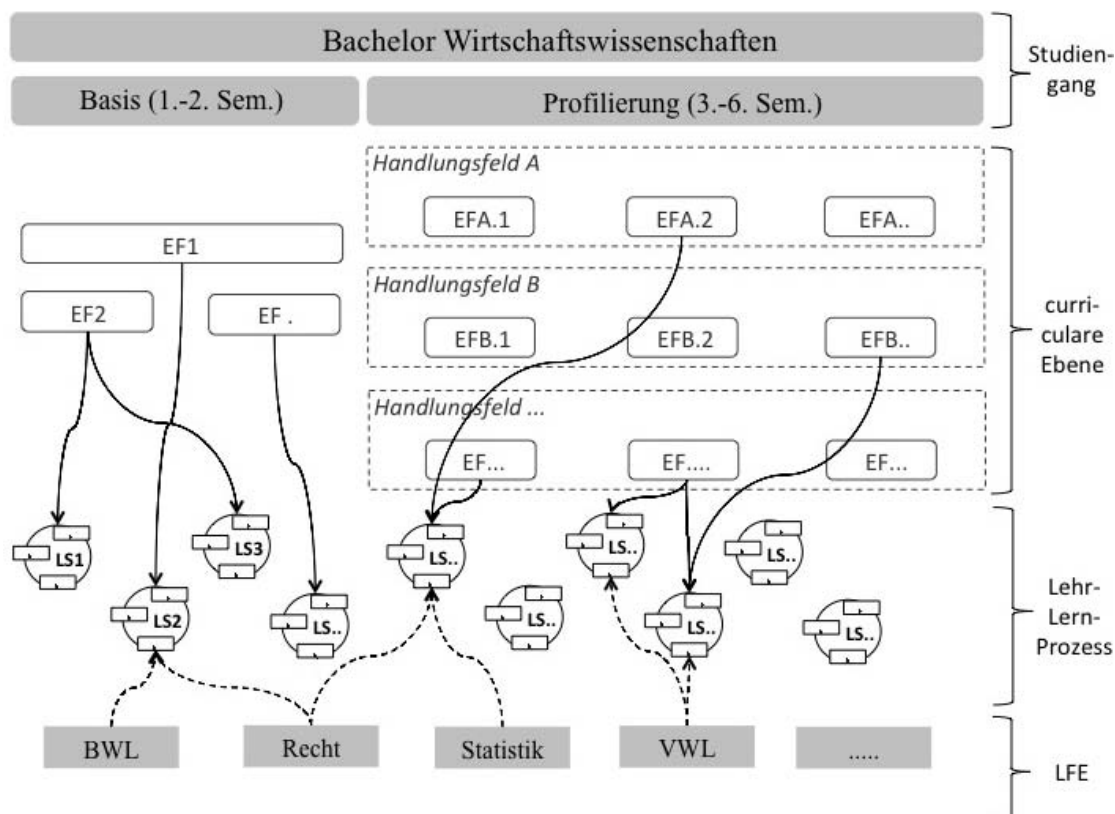 Bachelor Wirtschaftswissenschaften
Studien-
gang
Basis (1.-2. Sem.)
Profilierung (3.-6. Sem.)
Handlungsfeld A
EFA.1
EFA.2
EFA..
EF1
Handlungsfeld B
EF2
EF .
EFB.1
EFB.2
EFB..
curri-
culare
Ebene
Handlungsfeld ...
EF...
EF....
EF...
LS1
LS3
LS..
LS..
LS..
LS2
LS..
LS..
LS..
LS..
Lehr-
Lern-
Prozess
BWL
Recht
Statistik
VWL
.....
LFE